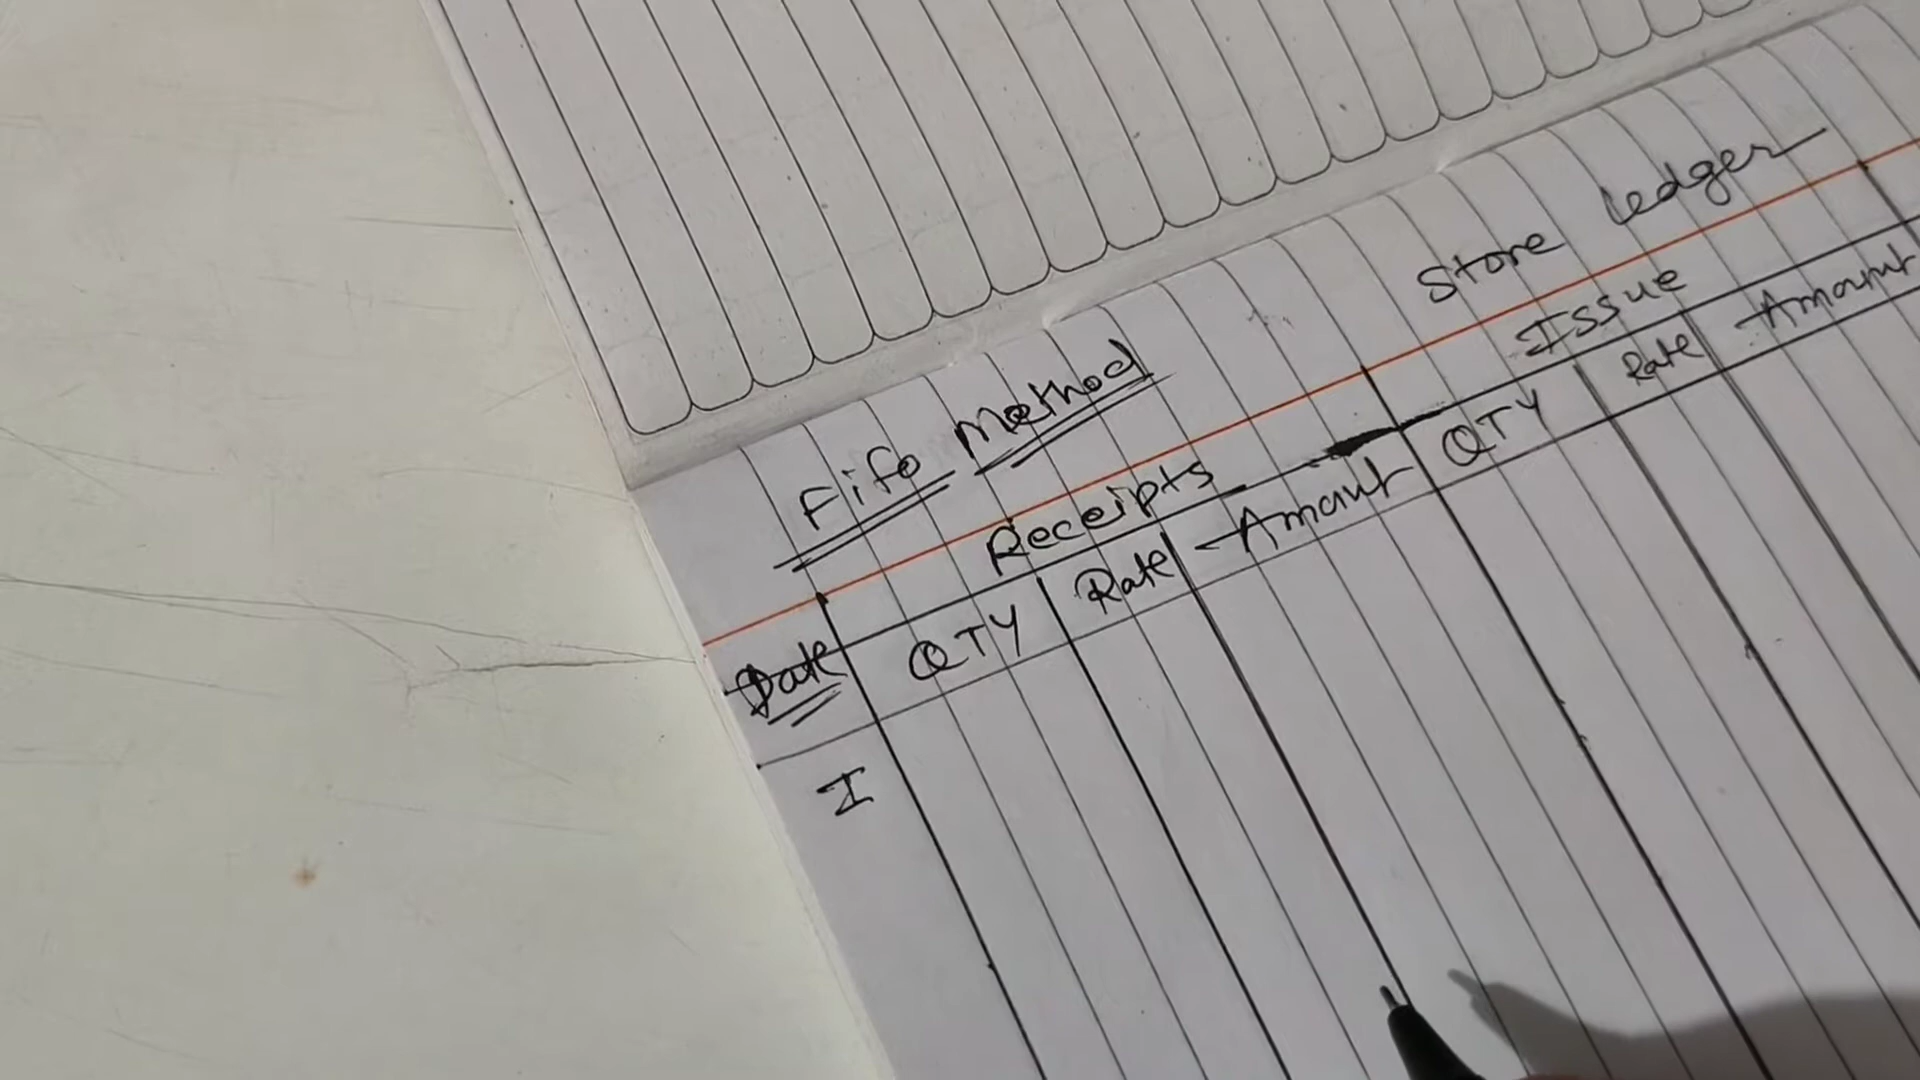 Store Ledger
Fifo Method
Receipts Issue
Date QTY Rate Amount QTY Rate Amount
I